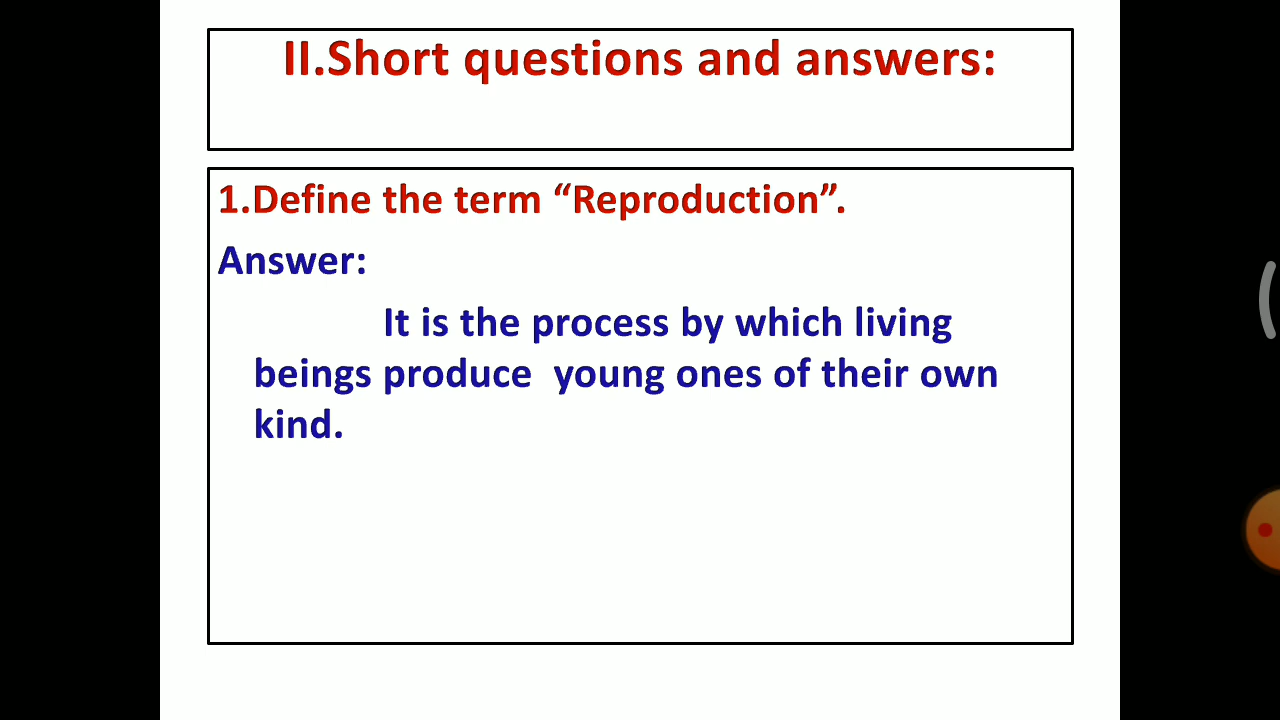 II.Short questions and answers:
1.Define the term “Reproduction”.
Answer:
It is the process by which living
beings produce  young ones of their own
kind.